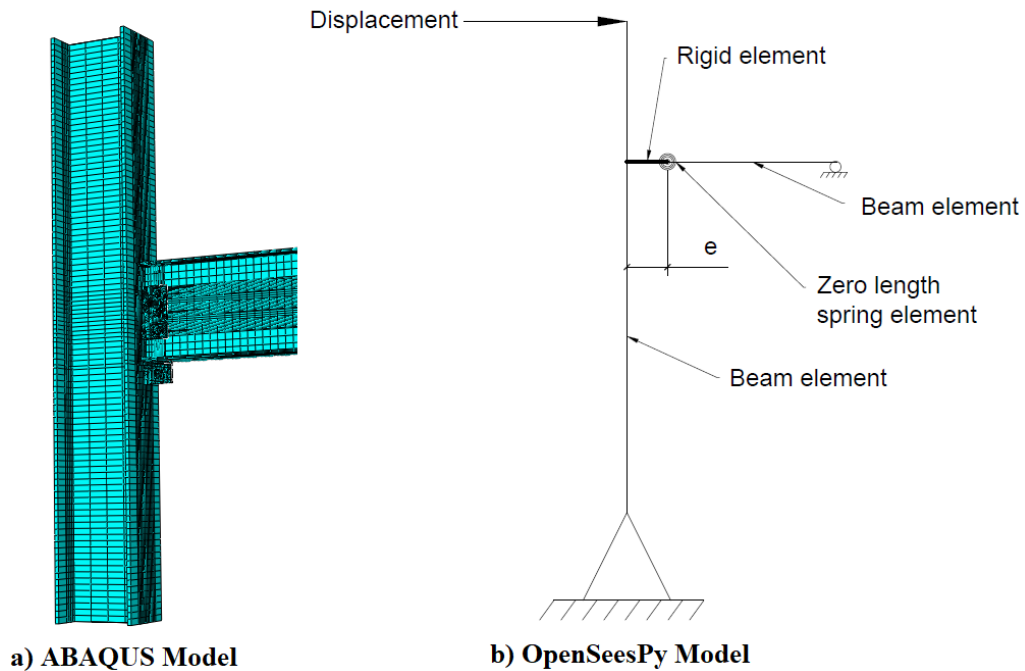 Displacement
Rigid element
Beam element
e
Zero length
spring element
Beam element
a) ABAQUS Model
b) OpenSeesPy Model